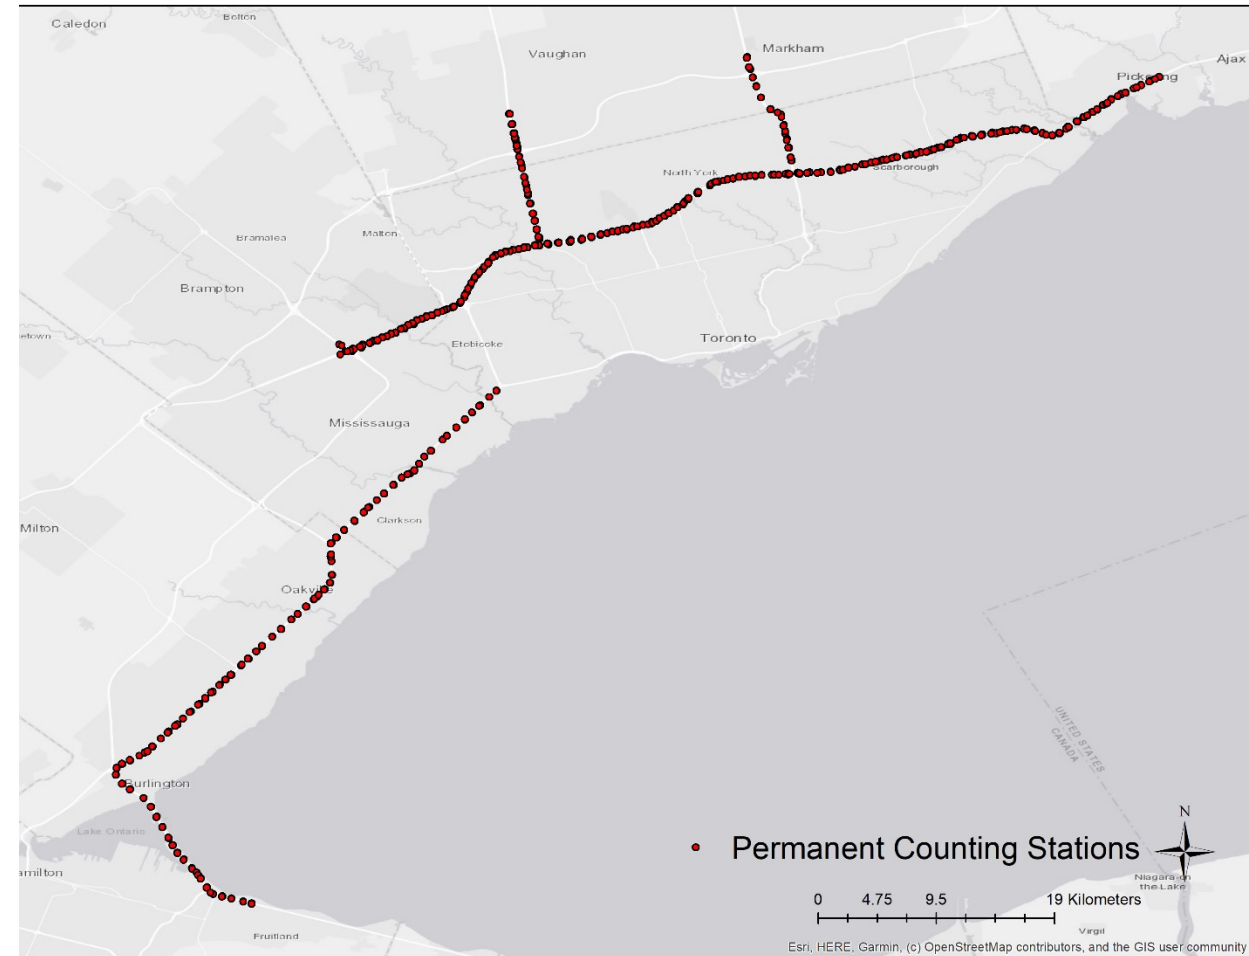 Caledon
Bolton
Vaughan
Markham
Ajax
Pickering
North York
Scarborough
Bramalea
Malton
Brampton
etown
Etobicoke
Toronto
Mississauga
Clarkson
Milton
Oakville
UNITED STATES
CANADA
Burlington
Lake Ontario
amilton
Fruitland
N
Permanent Counting Stations
Niagara-on
the-Lake
0 4.75 9.5 19 Kilometers
Virgil
Esri, HERE, Garmin, (c) OpenStreetMap contributors, and the GIS user community